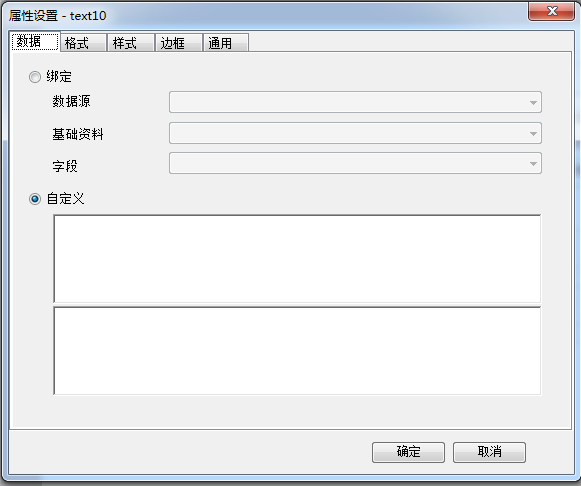 属性设置 - text10
数据 格式 样式 边框 通用
绑定
数据源
基础资料
字段
自定义
确定 取消